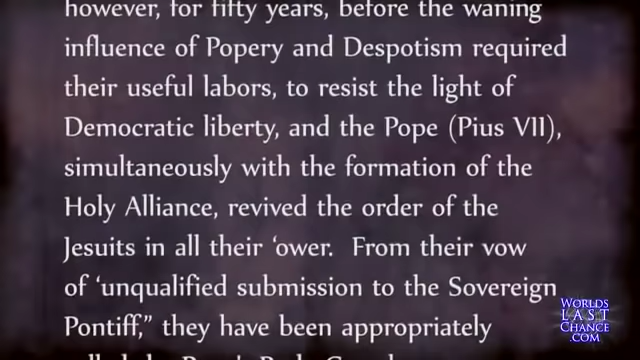 however, for fifty years, before the waning
influence of Popery and Despotism required
their useful labors, to resist the light of
Democratic liberty, and the Pope (Pius VII),
simultaneously with the formation of the
Holy Alliance, revived the order of the
Jesuits in all their ‘ower. From their vow
of ‘unqualified submission to the Sovereign
Pontiff,” they have been appropriately
WORLDS
LAST
CHANCE
.COM